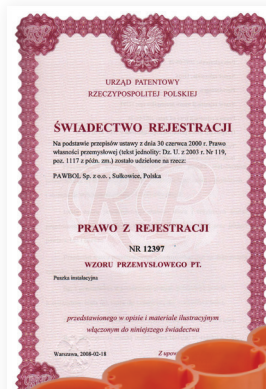 URZĄD PATENTOWY
RZECZYPOSPOLITEJ POLSKIEJ
ŚWIADECTWO REJESTRACJI
Na podstawie przepisów ustawy z dnia 30 czerwca 2000 r. Prawo
własności przemysłowej (tekst jednolity: Dz. U. z 2003 r. Nr 119,
poz. 1117 z późn. zm.) zostało udzielone na rzecz:
PAWBOL Sp. z o.o. , Sułkowice, Polska
RP
PRAWO Z REJESTRACJI
NR 12397
WZORU PRZEMYSŁOWEGO PT.
Puszka instalacyjna
przedstawionego w opisie i materiale ilustracyjnym
włączonym do niniejszego świadectwa
Warszawa, 2008-02-18
Z upow